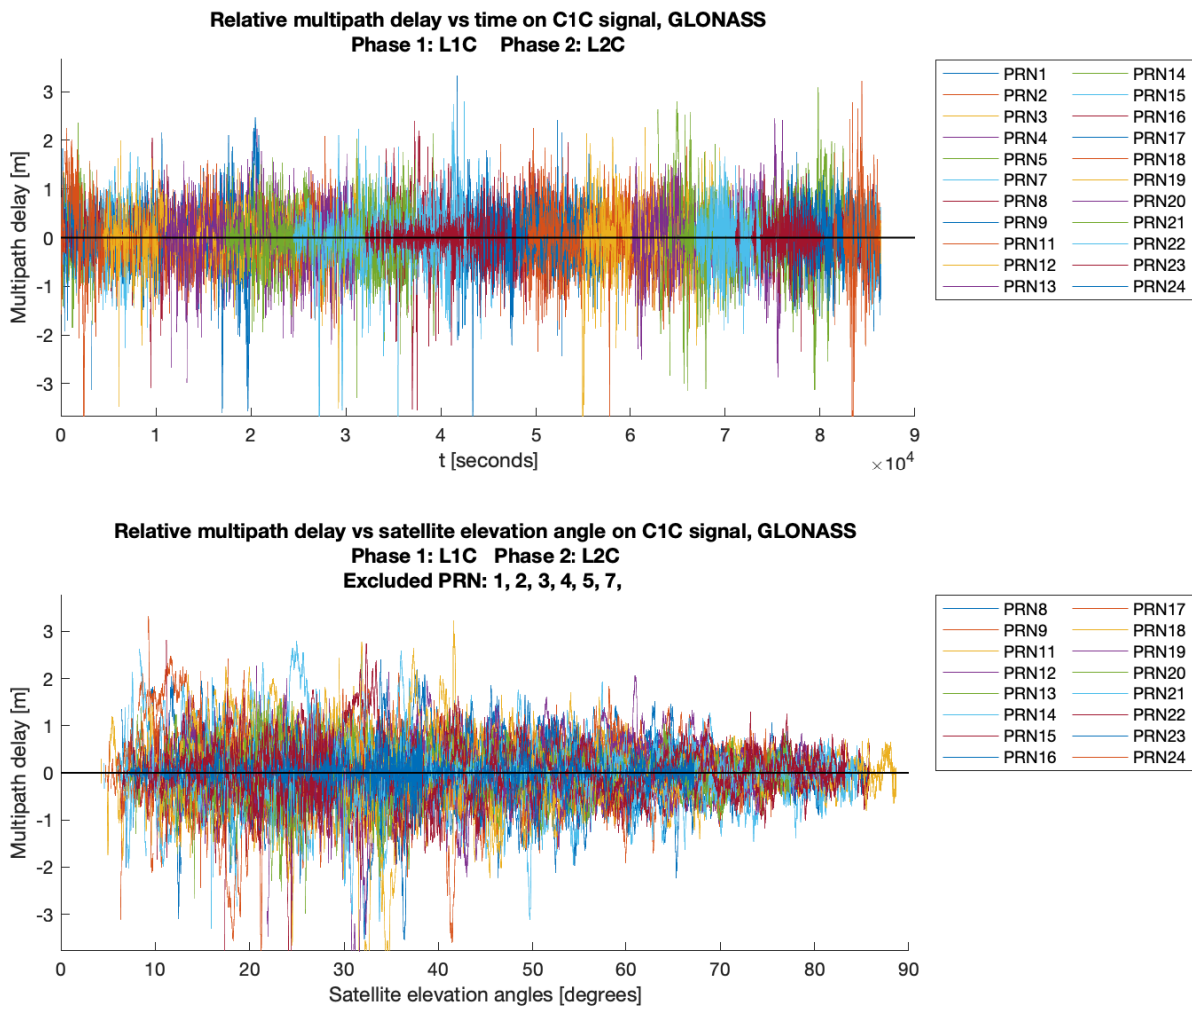 Relative multipath delay vs time on C1C signal, GLONASS
Phase 1: L1C Phase 2: L2C
Multipath delay [m]
3
2
1
0
-1
-2
-3
0 1 2 3 4 5 6 7 8 9
t [seconds]
×10^4
PRN1 PRN14
PRN2 PRN15
PRN3 PRN16
PRN4 PRN17
PRN5 PRN18
PRN7 PRN19
PRN8 PRN20
PRN9 PRN21
PRN11 PRN22
PRN12 PRN23
PRN13 PRN24
Relative multipath delay vs satellite elevation angle on C1C signal, GLONASS
Phase 1: L1C Phase 2: L2C
Excluded PRN: 1, 2, 3, 4, 5, 7,
Multipath delay [m]
3
2
1
0
-1
-2
-3
0 10 20 30 40 50 60 70 80 90
Satellite elevation angles [degrees]
PRN8 PRN17
PRN9 PRN18
PRN11 PRN19
PRN12 PRN20
PRN13 PRN21
PRN14 PRN22
PRN15 PRN23
PRN16 PRN24